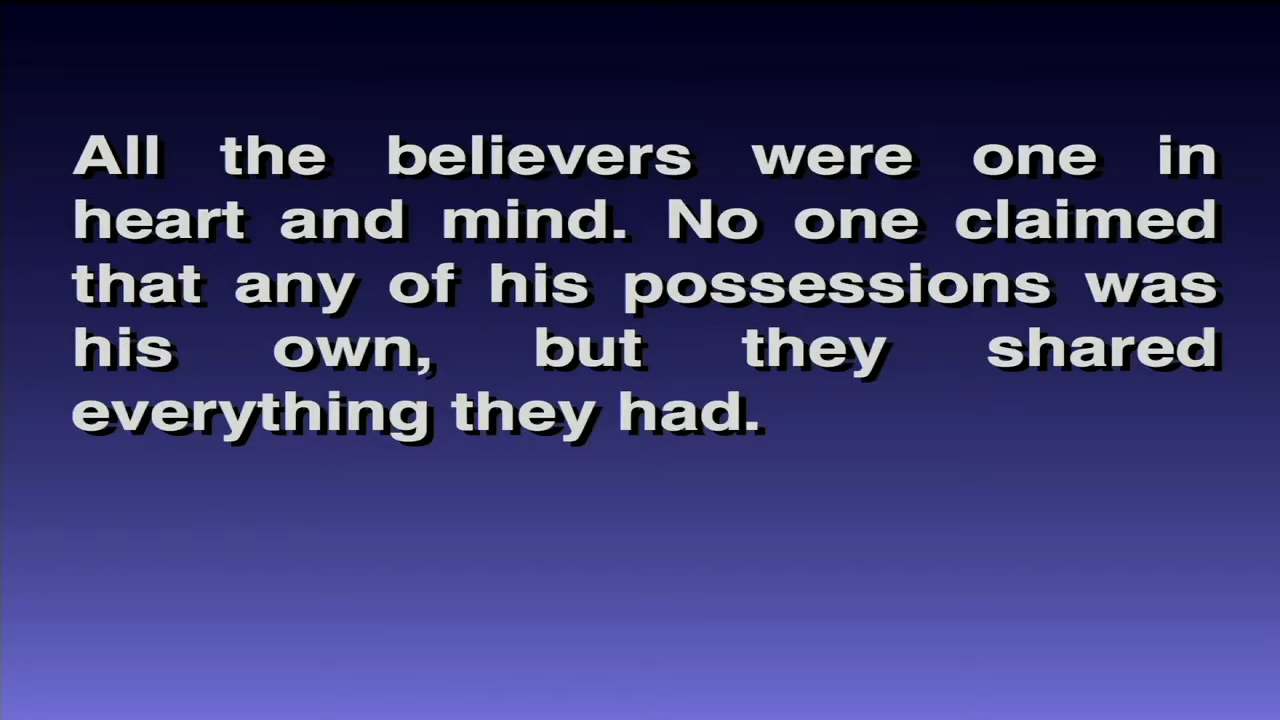 All the believers were one in
heart and mind. No one claimed
that any of his possessions was
his own, but they shared
everything they had.